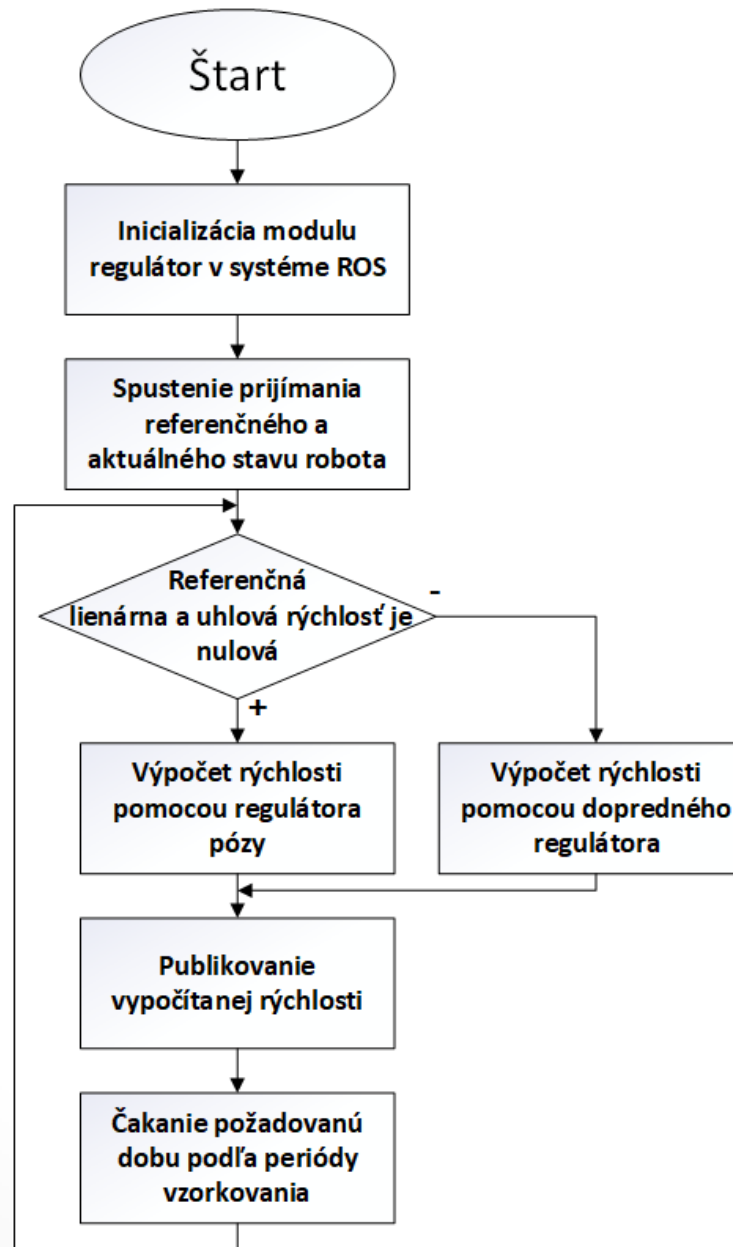 Štart
Inicializácia modulu
regulátor v systéme ROS
Spustenie prijímania
referenčného a
aktuálneho stavu robota
Referenčná
lienárna a uhlová rýchlosť je
nulová
-
+
Výpočet rýchlosti
pomocou regulátora
pózy
Výpočet rýchlosti
pomocou dopredného
regulátora
Publikovanie
vypočítanej rýchlosti
Čakanie požadovanú
dobu podľa periódy
vzorkovania